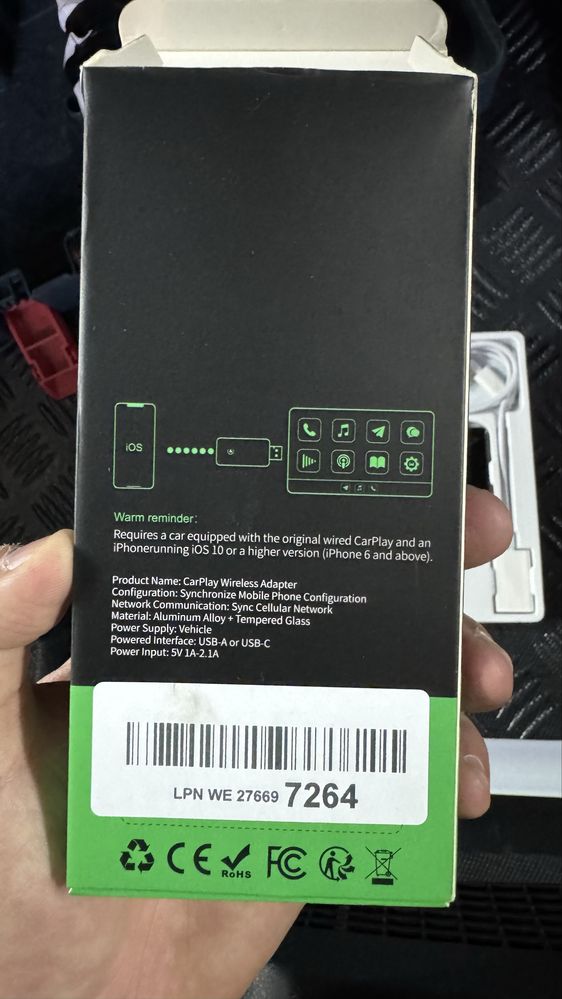 iOS
Warm reminder:
Requires a car equipped with the original wired CarPlay and an
iPhonerunning iOS 10 or a higher version (iPhone 6 and above).
Product Name: CarPlay Wireless Adapter
Configuration: Synchronize Mobile Phone Configuration
Network Communication: Sync Cellular Network
Material: Aluminum Alloy + Tempered Glass
Power Supply: Vehicle
Powered Interface: USB-A or USB-C
Power Input: 5V 1A-2.1A
LPN WE 27669 7264
CE RoHS FC